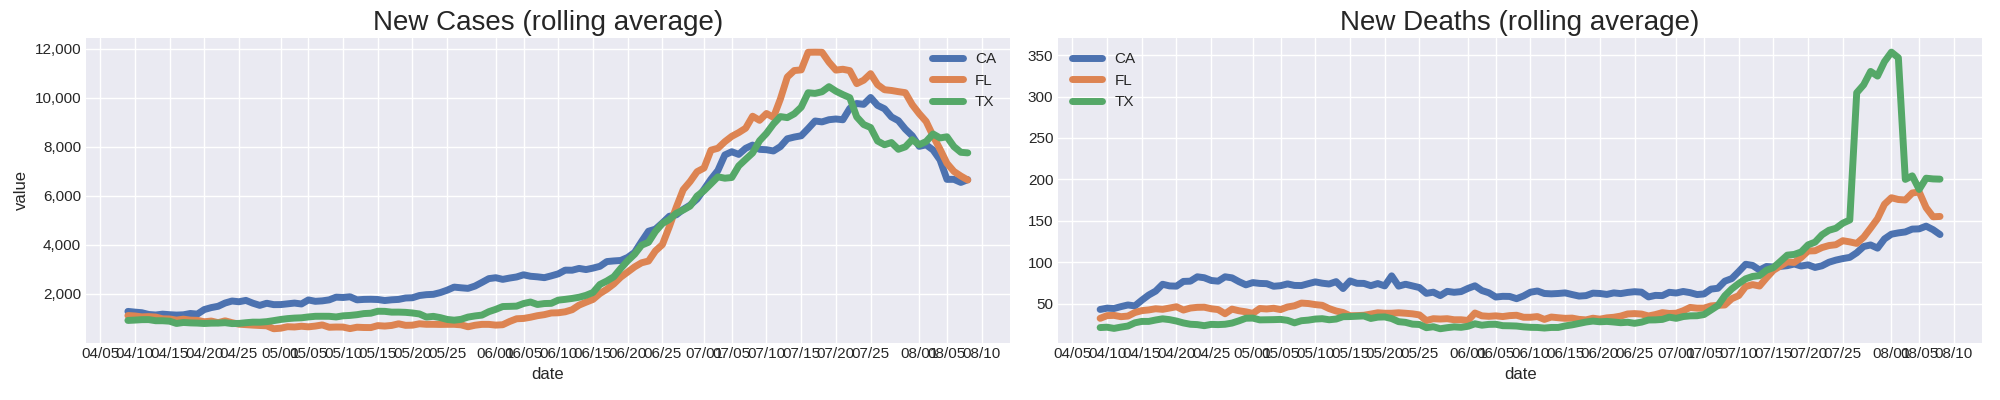 New Cases (rolling average)
12,000
10,000
8,000
6,000
4,000
2,000
value
CA
FL
TX
04/05 04/10 04/15 04/20 04/25 05/01 05/05 05/10 05/15 05/20 05/25 06/01 06/05 06/10 06/15 06/20 06/25 07/01 07/05 07/10 07/15 07/20 07/25 08/01 08/05 08/10
date
New Deaths (rolling average)
350
300
250
200
150
100
50
CA
FL
TX
04/05 04/10 04/15 04/20 04/25 05/01 05/05 05/10 05/15 05/20 05/25 06/01 06/05 06/10 06/15 06/20 06/25 07/01 07/05 07/10 07/15 07/20 07/25 08/01 08/05 08/10
date